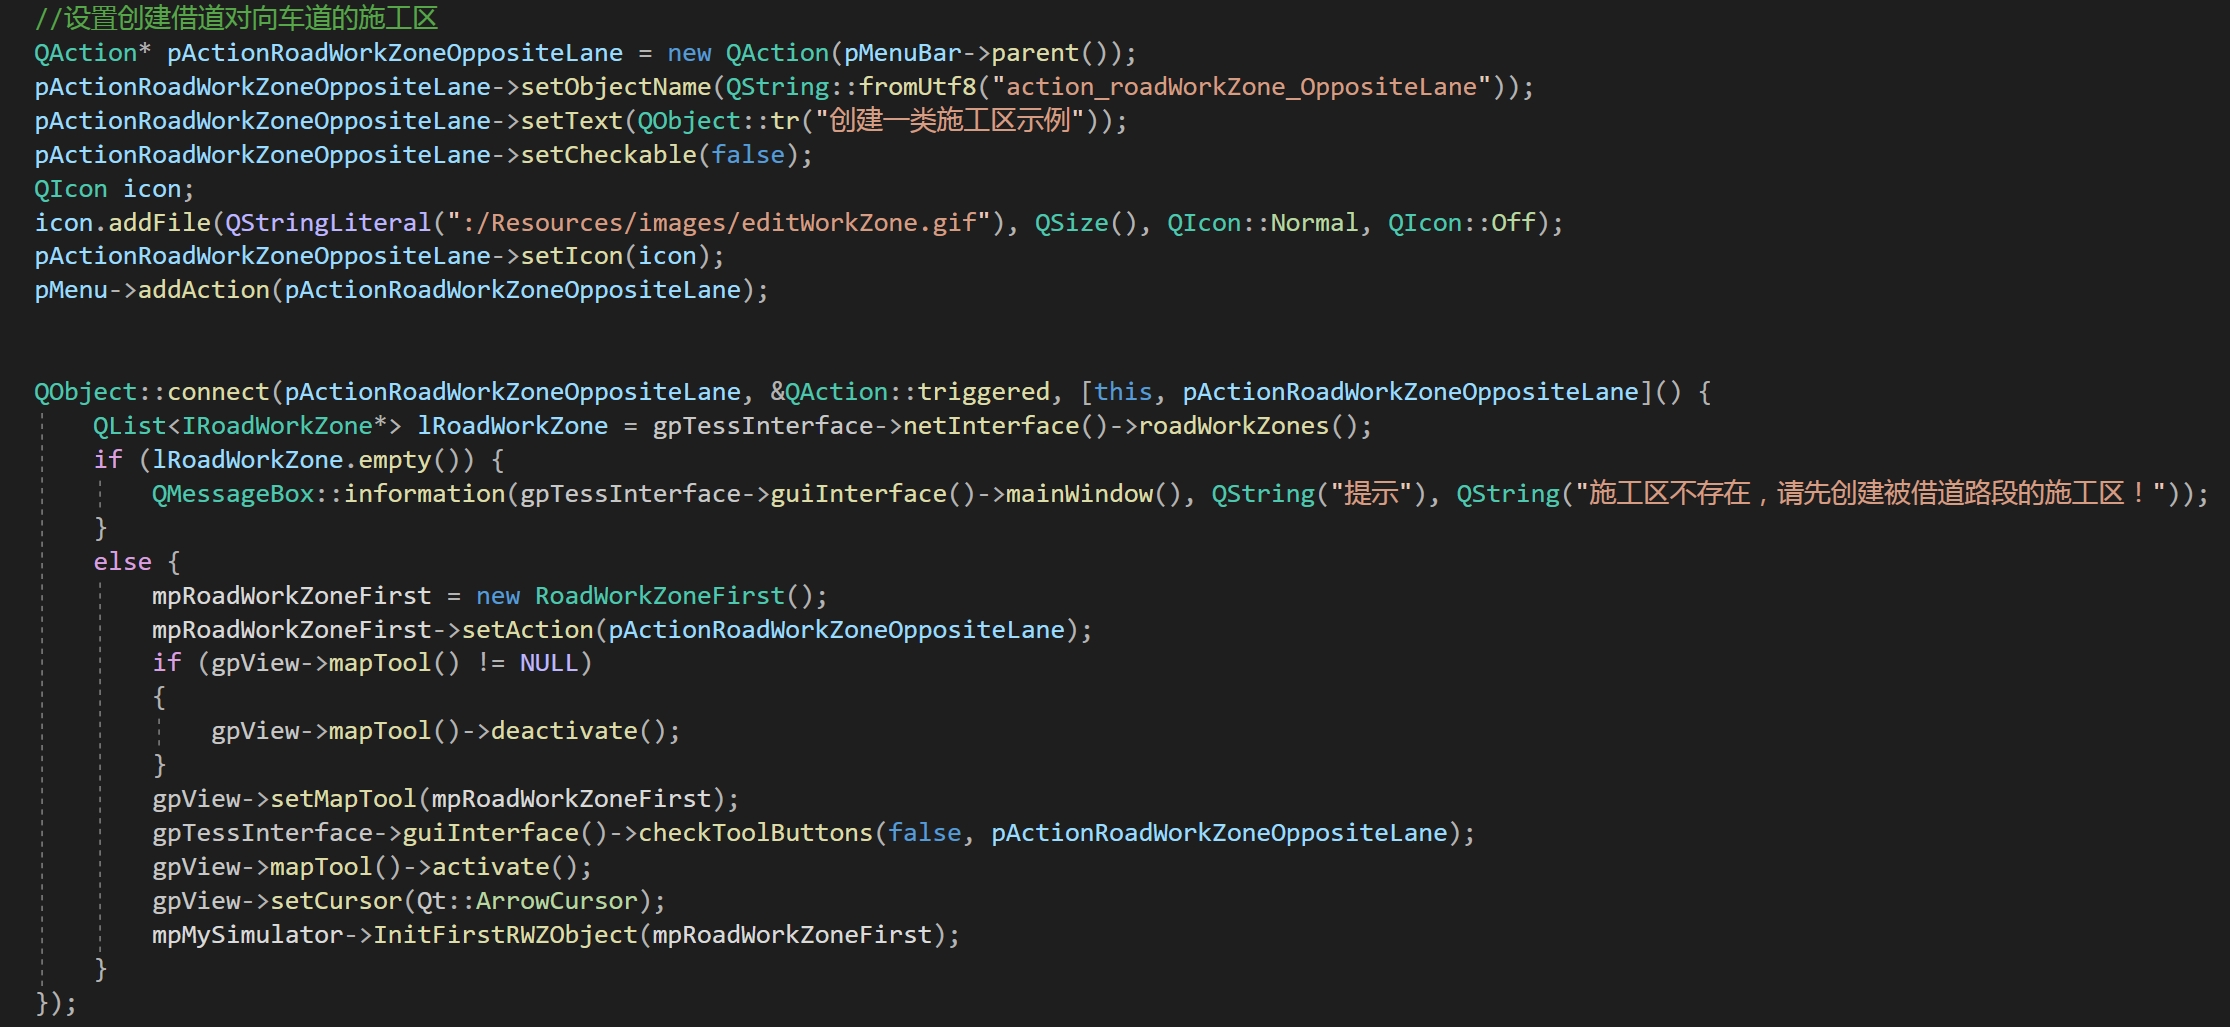 //设置创建借道对向车道的施工区
QAction* pActionRoadWorkZoneOppositeLane = new QAction(pMenuBar->parent());
pActionRoadWorkZoneOppositeLane->setObjectName(QString::fromUtf8("action_roadWorkZone_OppositeLane"));
pActionRoadWorkZoneOppositeLane->setText(QObject::tr("创建一类施工区示例"));
pActionRoadWorkZoneOppositeLane->setCheckable(false);
QIcon icon;
icon.addFile(QStringLiteral(":/Resources/images/editWorkZone.gif"), QSize(), QIcon::Normal, QIcon::Off);
pActionRoadWorkZoneOppositeLane->setIcon(icon);
pMenu->addAction(pActionRoadWorkZoneOppositeLane);
QObject::connect(pActionRoadWorkZoneOppositeLane, &QAction::triggered, [this, pActionRoadWorkZoneOppositeLane]() {
QList<IRoadWorkZone*> lRoadWorkZone = gpTessInterface->netInterface()->roadWorkZones();
if (lRoadWorkZone.empty()) {
QMessageBox::information(gpTessInterface->guiInterface()->mainWindow(), QString("提示"), QString("施工区不存在，请先创建被借道路段的施工区！"));
}
else {
mpRoadWorkZoneFirst = new RoadWorkZoneFirst();
mpRoadWorkZoneFirst->setAction(pActionRoadWorkZoneOppositeLane);
if (gpView->mapTool() != NULL)
{
gpView->mapTool()->deactivate();
}
gpView->setMapTool(mpRoadWorkZoneFirst);
gpTessInterface->guiInterface()->checkToolButtons(false, pActionRoadWorkZoneOppositeLane);
gpView->mapTool()->activate();
gpView->setCursor(Qt::ArrowCursor);
mpMySimulator->InitFirstRWZObject(mpRoadWorkZoneFirst);
}
});